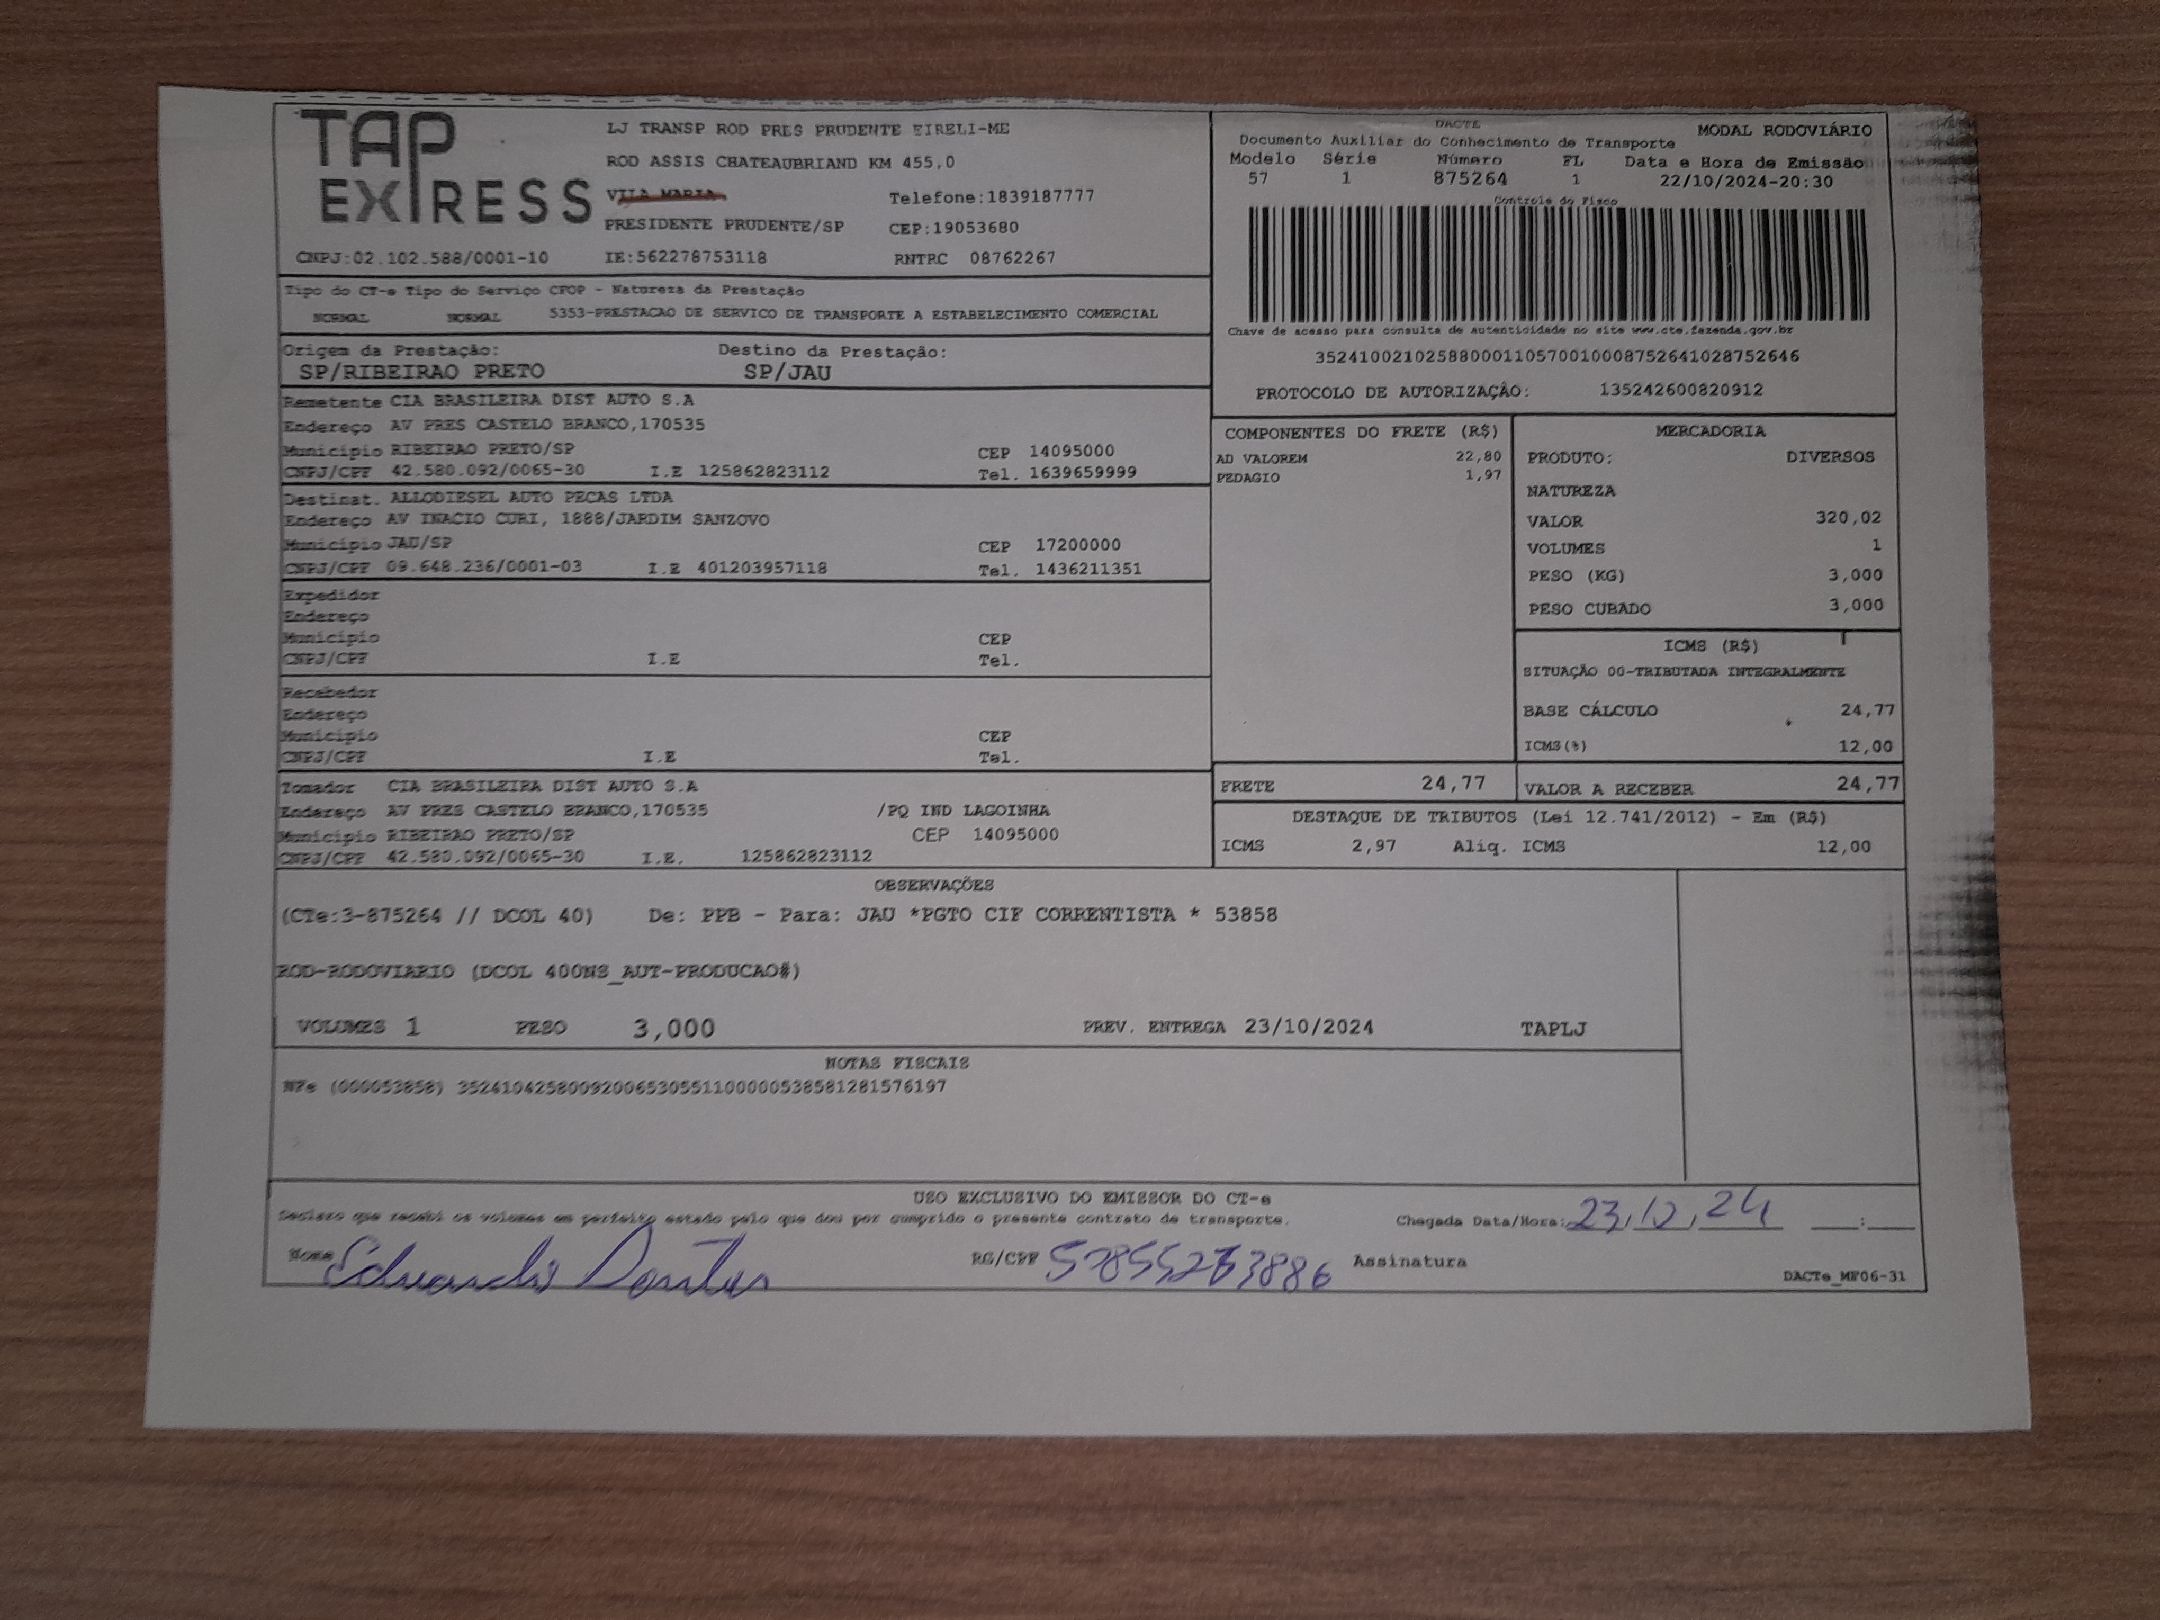 TAP EXPRESS
LJ TRANSP ROD PRES PRUDENTE EIRELI-ME
ROD ASSIS CHATEAUBRIAND KM 455,0
VILA MARIA Telefone:1839187777
PRESIDENTE PRUDENTE/SP CEP:19053680
CNPJ:02.102.588/0001-10 IE:562278753118 RNTRC 08762267
DACTE
Documento Auxiliar do Conhecimento de Transporte MODAL RODOVIÁRIO
Modelo Série Número FL Data e Hora de Emissão
57 1 875264 1 22/10/2024-20:30
Controle do Fisco
Chave de acesso para consulta de autenticidade no site www.cte.fazenda.gov.br
35241002102588000110570010008752641028752646
PROTOCOLO DE AUTORIZAÇÃO: 135242600820912
Tipo do CT-e Tipo do Serviço CFOP - Natureza da Prestação
NORMAL NORMAL 5353-PRESTACAO DE SERVICO DE TRANSPORTE A ESTABELECIMENTO COMERCIAL
Origem da Prestação: Destino da Prestação:
SP/RIBEIRAO PRETO SP/JAU
Remetente CIA BRASILEIRA DIST AUTO S.A
Endereço AV PRES CASTELO BRANCO,170535
Município RIBEIRAO PRETO/SP CEP 14095000
CNPJ/CPF 42.580.092/0065-30 I.E 125862823112 Tel. 1639659999
Destinat. ALLODIESEL AUTO PECAS LTDA
Endereço AV INACIO CURI, 1888/JARDIM SANZOVO
Município JAU/SP CEP 17200000
CNPJ/CPF 09.648.236/0001-03 I.E 401203957118 Tel. 1436211351
Expedidor
Endereço
Município CEP
CNPJ/CPF I.E Tel.
Recebedor
Endereço
Município CEP
CNPJ/CPF I.E Tel.
Tomador CIA BRASILEIRA DIST AUTO S.A
Endereço AV PRES CASTELO BRANCO,170535 /PQ IND LAGOINHA
Município RIBEIRAO PRETO/SP CEP 14095000
CNPJ/CPF 42.580.092/0065-30 I.E. 125862823112
COMPONENTES DO FRETE (R$)
AD VALOREM 22,80
PEDAGIO 1,97
MERCADORIA
PRODUTO: DIVERSOS
NATUREZA
VALOR 320,02
VOLUMES 1
PESO (KG) 3,000
PESO CUBADO 3,000
ICMS (R$)
SITUAÇÃO 00-TRIBUTADA INTEGRALMENTE
BASE CÁLCULO 24,77
ICMS(%) 12,00
FRETE 24,77 VALOR A RECEBER 24,77
DESTAQUE DE TRIBUTOS (Lei 12.741/2012) - Em (R$)
ICMS 2,97 Aliq. ICMS 12,00
OBSERVAÇÕES
(CTe:3-875264 // DCOL 40) De: PPB - Para: JAU *PGTO CIF CORRENTISTA * 53858
ROD-RODOVIARIO (DCOL 400NS_AUT-PRODUCAO#)
VOLUMES 1 PESO 3,000 PREV. ENTREGA 23/10/2024 TAPLJ
NOTAS FISCAIS
NFe (000053858) 35241042580092006530551100000538581281576197
USO EXCLUSIVO DO EMISSOR DO CT-e
Declaro que recebi os volumes em perfeito estado pelo que dou por cumprido o presente contrato de transporte. Chegada Data/Hora: 23,10,24 __:__
Nome Eduardo RG/CPF Assinatura
DACTe_MF06-31